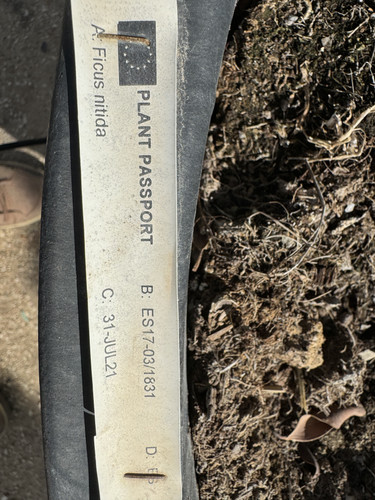 PLANT PASSPORT
A: Ficus nitida
B: ES17-03/1831
C: 31-JUL21
D: